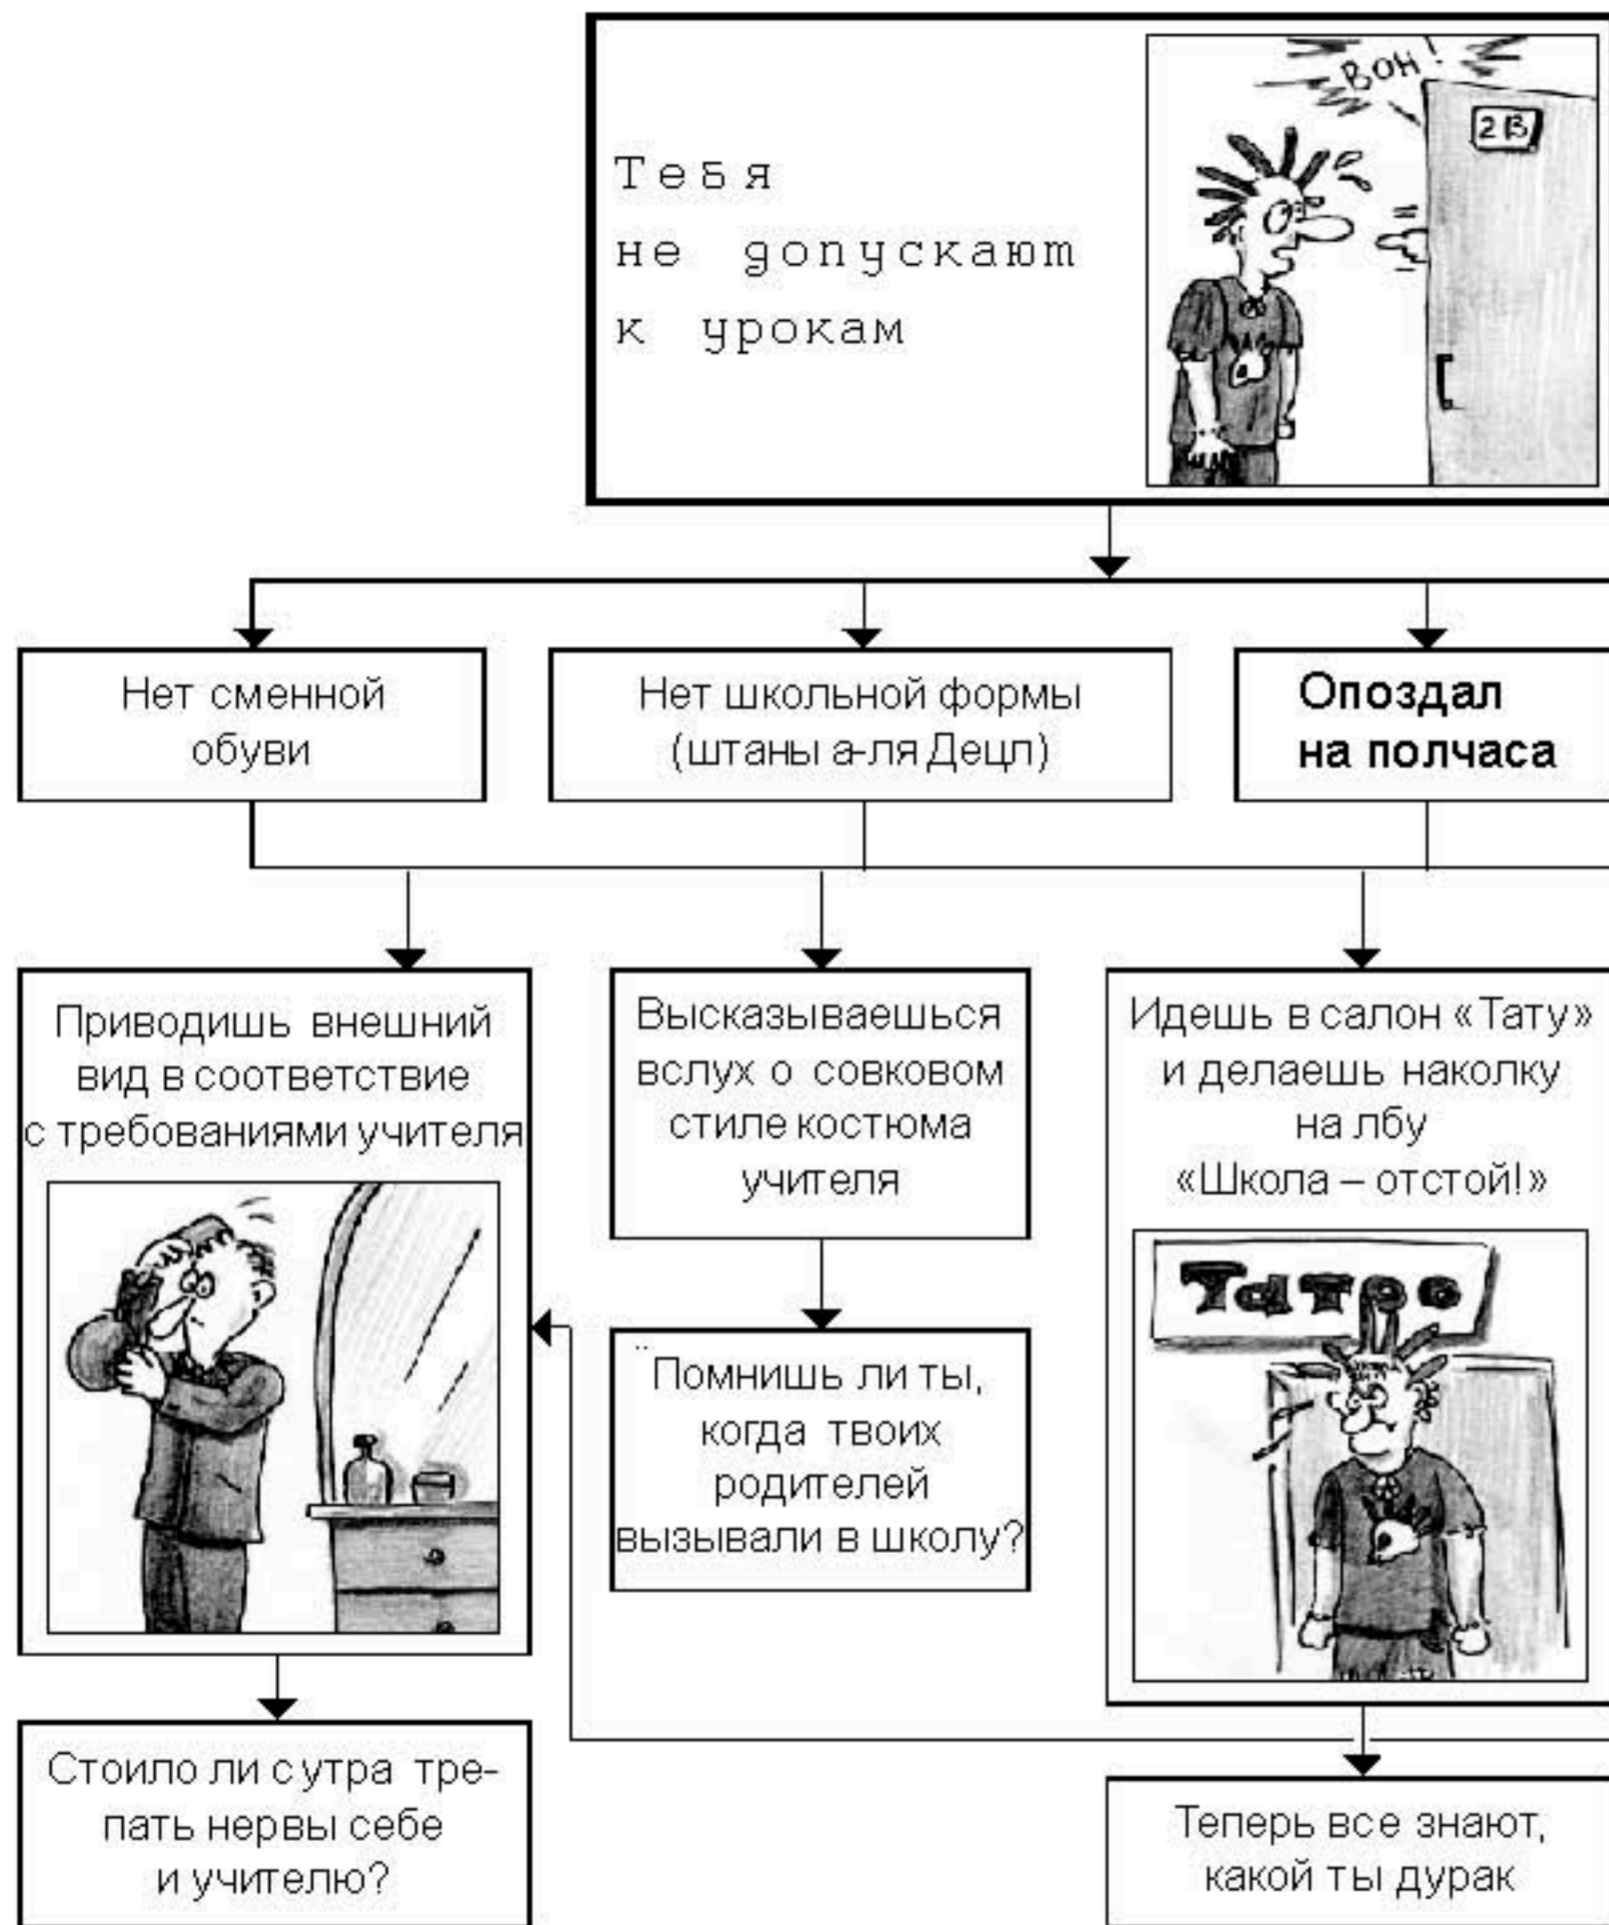 Тебя
не допускают
к урокам
ВОН!
2 В
Нет сменной
обуви
Нет школьной формы
(штаны а-ля Децл)
Опоздал
на полчаса
Приводишь внешний
вид в соответствие
с требованиями учителя
Высказываешься
вслух о совковом
стиле костюма
учителя
Помнишь ли ты,
когда твоих
родителей
вызывали в школу?
Идешь в салон «Тату»
и делаешь наколку
на лбу
«Школа – отстой!»
Стоило ли с утра тре-
пать нервы себе
и учителю?
Теперь все знают,
какой ты дурак